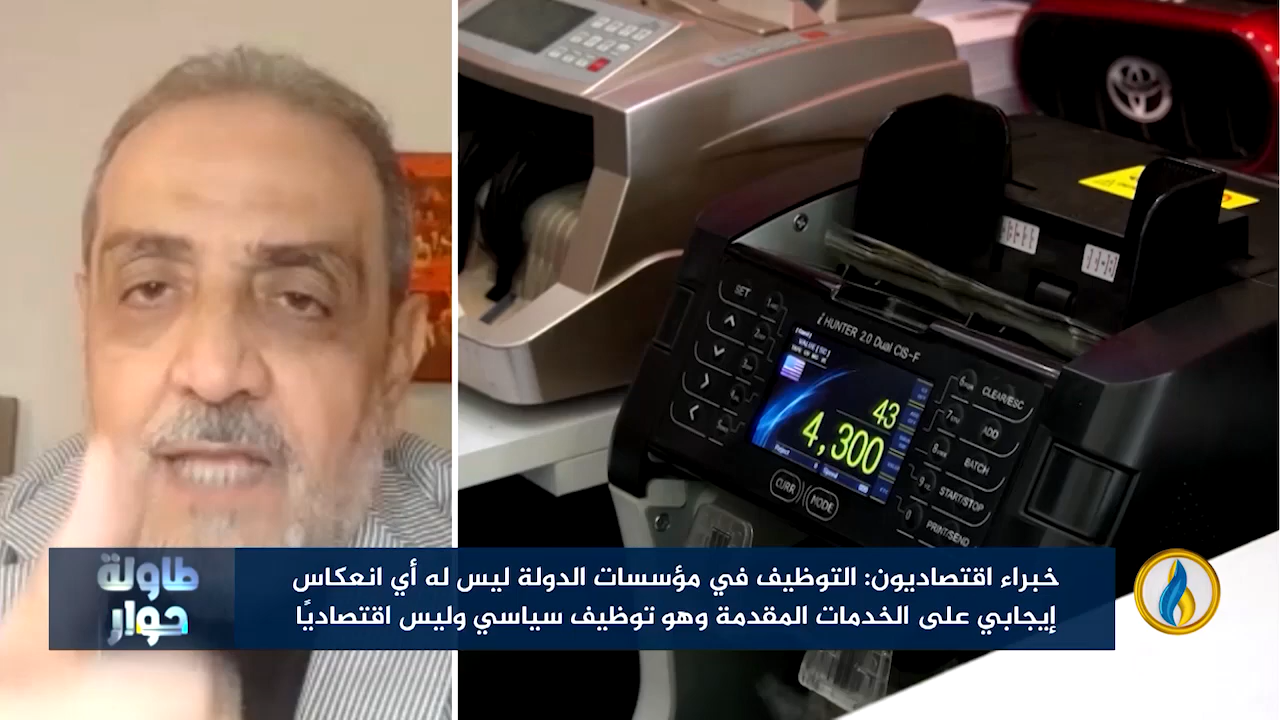 خبراء اقتصاديون: التوظيف في مؤسسات الدولة ليس له أي انعكاس
إيجابي على الخدمات المقدمة وهو توظيف سياسي وليس اقتصاديًا
طاولة
حوار
SET
i HUNTER 2.0 Dual CIS-F
43
4,300
CURR
MODE
CLEAR/ESC
ADD
BATCH
START/STOP
PRINT/SEND